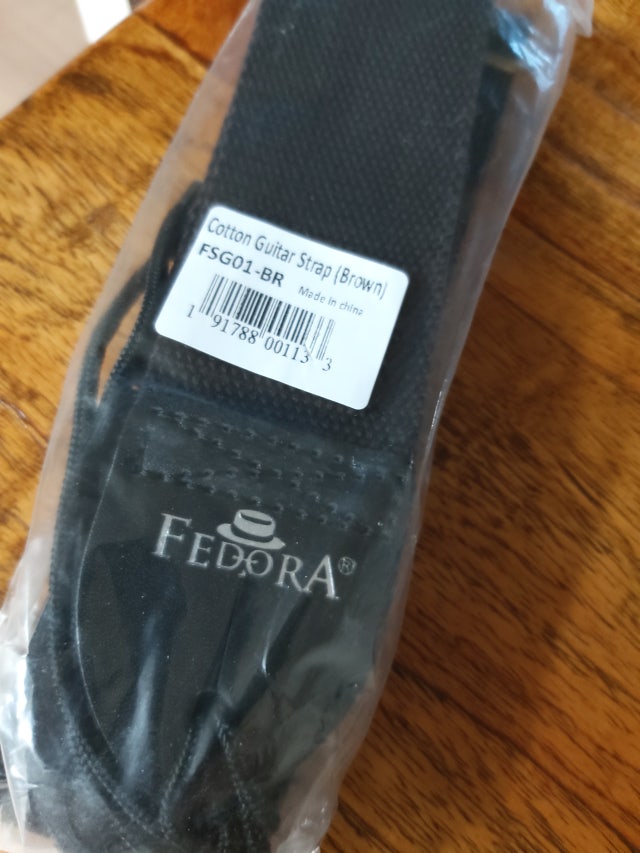 Cotton Guitar Strap (Brown)
FSG01-BR
Made in china
1 91788 00113 3
FEDORA®